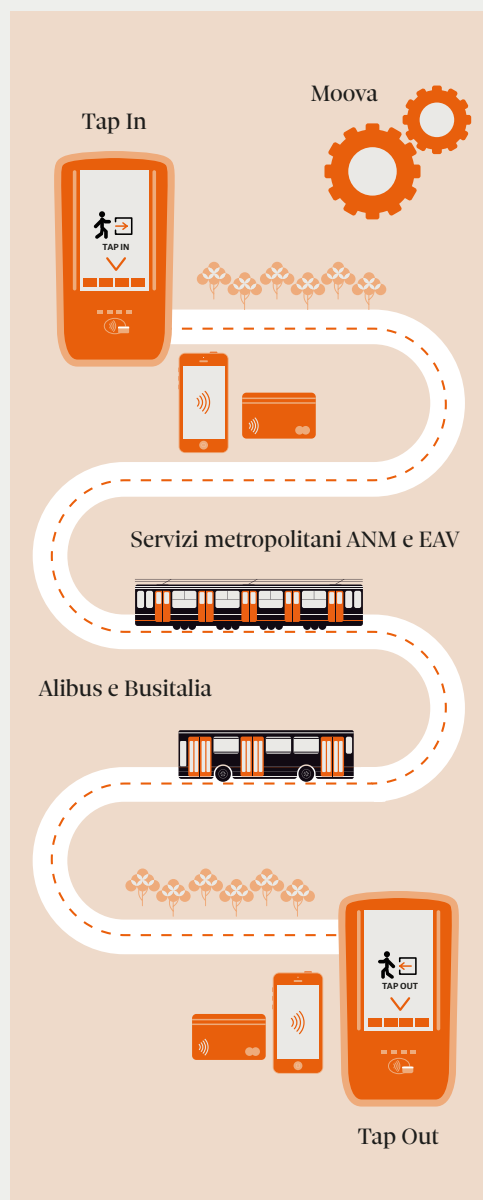 Moova
Tap In
TAP IN
Servizi metropolitani ANM e EAV
Alibus e Busitalia
TAP OUT
Tap Out